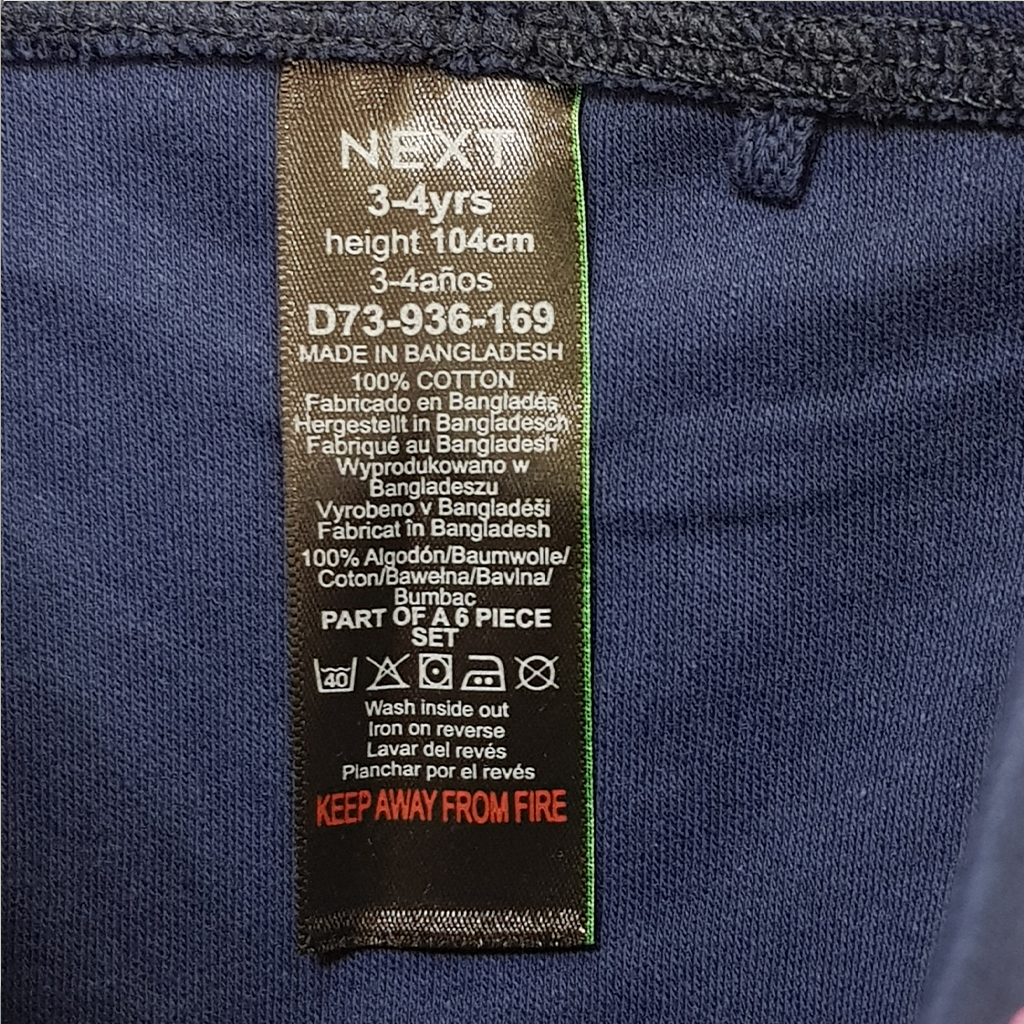 NEXT
3-4yrs
height 104cm
3-4años
D73-936-169
MADE IN BANGLADESH
100% COTTON
Fabricado en Bangladés
Hergestellt in Bangladesch
Fabriqué au Bangladesh
Wyprodukowano w
Bangladeszu
Vyrobeno v Bangladéši
Fabricat în Bangladesh
100% Algodón/Baumwolle/
Coton/Bawełna/Bavlna/
Bumbac
PART OF A 6 PIECE
SET
40
Wash inside out
Iron on reverse
Lavar del revés
Planchar por el revés
KEEP AWAY FROM FIRE